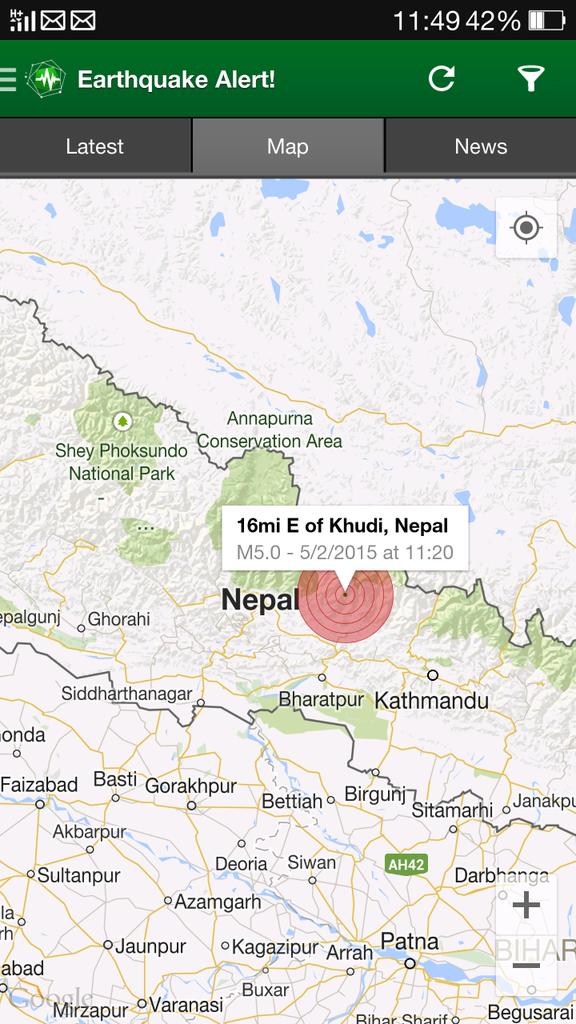 H+ 11:49 42%
Earthquake Alert!
Latest Map News
Annapurna
Conservation Area
Shey Phoksundo
National Park
16mi E of Khudi, Nepal
M5.0 - 5/2/2015 at 11:20
Nepal
epalgunj
Ghorahi
Siddharthanagar
Bharatpur
Kathmandu
onda
Faizabad
Basti
Gorakhpur
Bettiah
Birgunj
Sitamarhi
Janakpu
Akbarpur
Deoria
Siwan
AH42
Darbhanga
Sultanpur
Azamgarh
la
rh
Jaunpur
Kagazipur
Arrah
Patna
BIHAR
abad
Buxar
Google
Mirzapur
Varanasi
Bihar Sharif
Begusarai